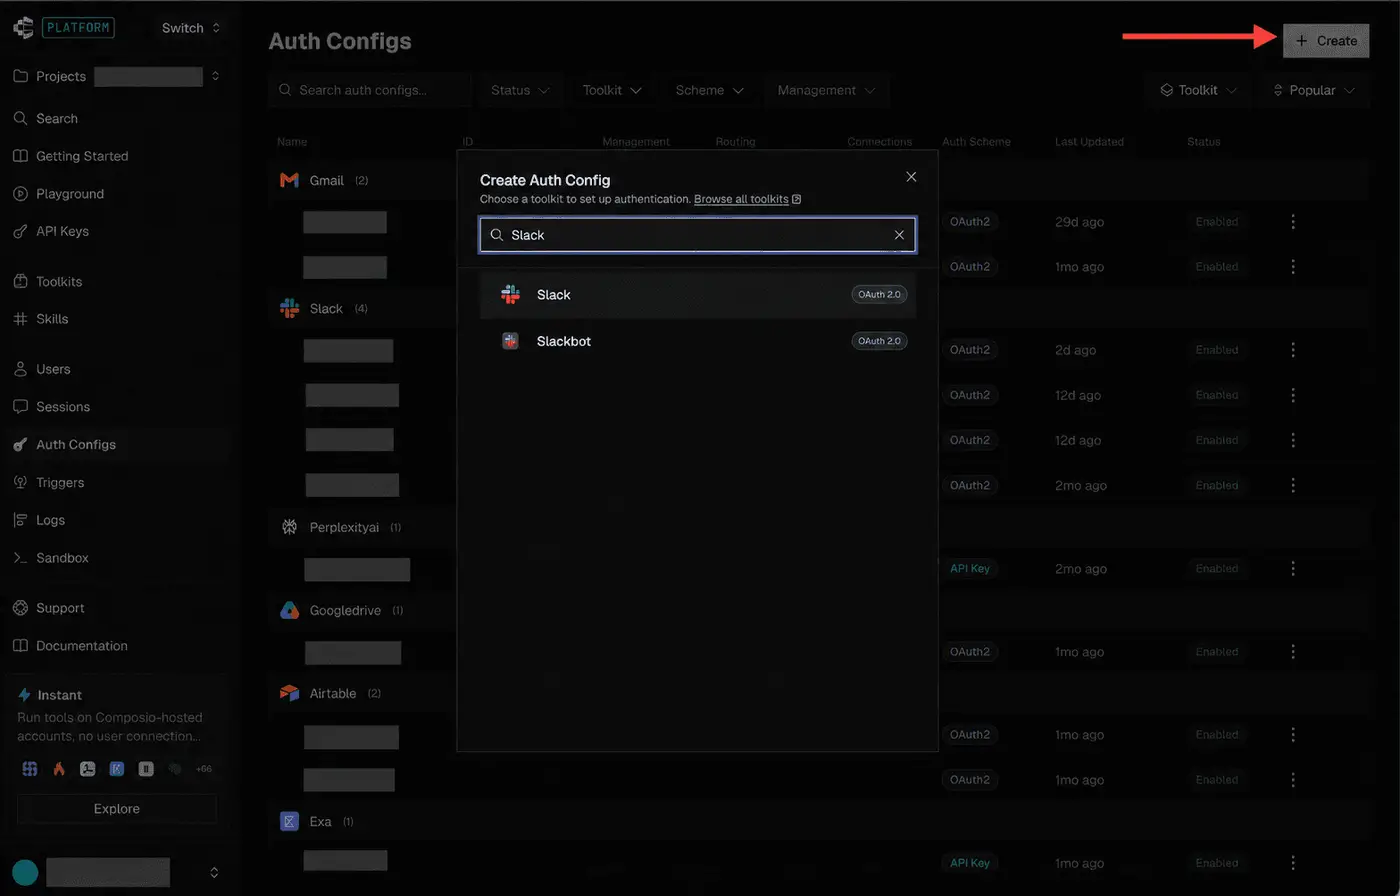 PLATFORM
Switch
Projects
Search
Getting Started
Playground
API Keys
Toolkits
Skills
Users
Sessions
Auth Configs
Triggers
Logs
Sandbox
Support
Documentation
Instant
Run tools on Composio-hosted
accounts, no user connection...
+66
Explore
Auth Configs
+ Create
Search auth configs...
Status
Toolkit
Scheme
Management
Toolkit
Popular
Name ID Management Routing Connections Auth Scheme Last Updated Status
Gmail (2)
OAuth2 29d ago Enabled
OAuth2 1mo ago Enabled
Slack (4)
OAuth2 2d ago Enabled
OAuth2 12d ago Enabled
OAuth2 12d ago Enabled
OAuth2 2mo ago Enabled
Perplexityai (1)
API Key 2mo ago Enabled
Googledrive (1)
OAuth2 1mo ago Enabled
Airtable (2)
OAuth2 1mo ago Enabled
OAuth2 1mo ago Enabled
Exa (1)
API Key 1mo ago Enabled
Create Auth Config
Choose a toolkit to set up authentication. Browse all toolkits
Slack
Slack OAuth 2.0
Slackbot OAuth 2.0